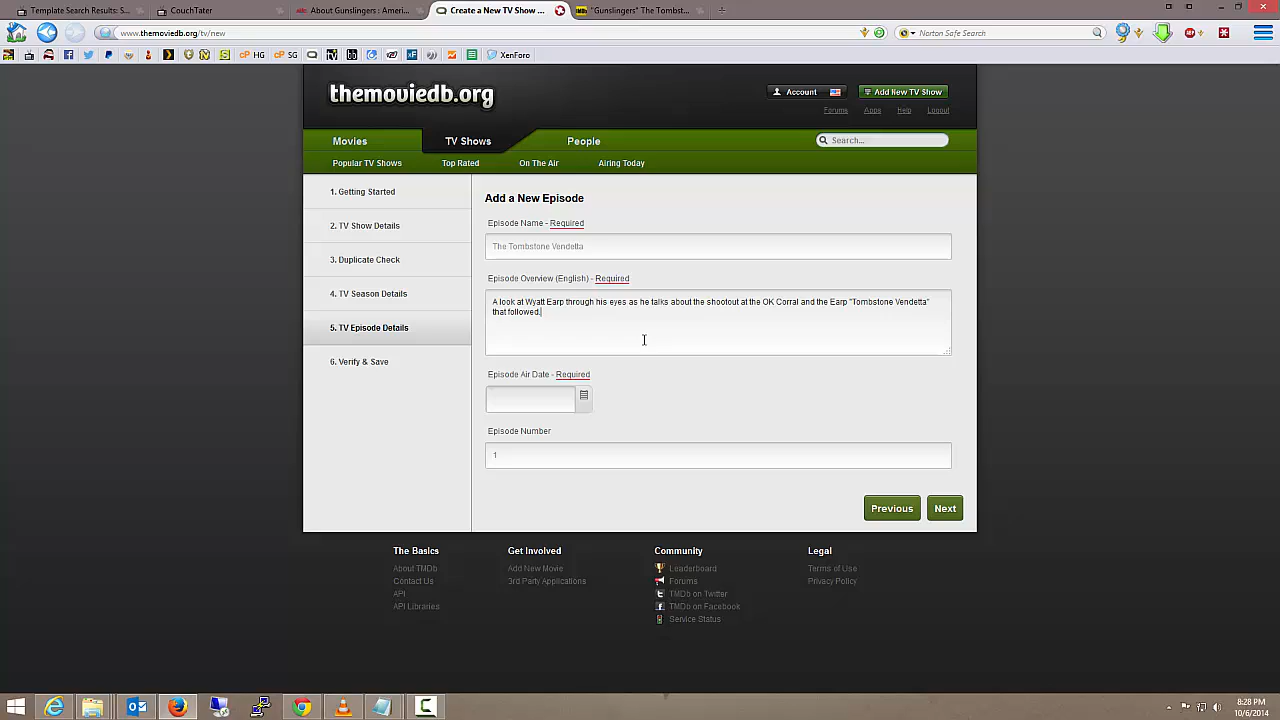 Template Search Results: S...
CouchTater
About Gunslingers : Ameri...
Create a New TV Show ...
"Gunslingers" The Tombst...
www.themoviedb.org/tv/new
Norton Safe Search
HG
SG
XenForo
themoviedb.org
Account
Add New TV Show
Forums
Apps
Help
Logout
Movies
TV Shows
People
Search...
Popular TV Shows
Top Rated
On The Air
Airing Today
1. Getting Started
2. TV Show Details
3. Duplicate Check
4. TV Season Details
5. TV Episode Details
6. Verify & Save
Add a New Episode
Episode Name - Required
The Tombstone Vendetta
Episode Overview (English) - Required
A look at Wyatt Earp through his eyes as he talks about the shootout at the OK Corral and the Earp "Tombstone Vendetta"
that followed.
Episode Air Date - Required
Episode Number
1
Previous
Next
The Basics
About TMDb
Contact Us
API
API Libraries
Get Involved
Add New Movie
3rd Party Applications
Community
Leaderboard
Forums
TMDb on Twitter
TMDb on Facebook
Service Status
Legal
Terms of Use
Privacy Policy
8:28 PM
10/6/2014